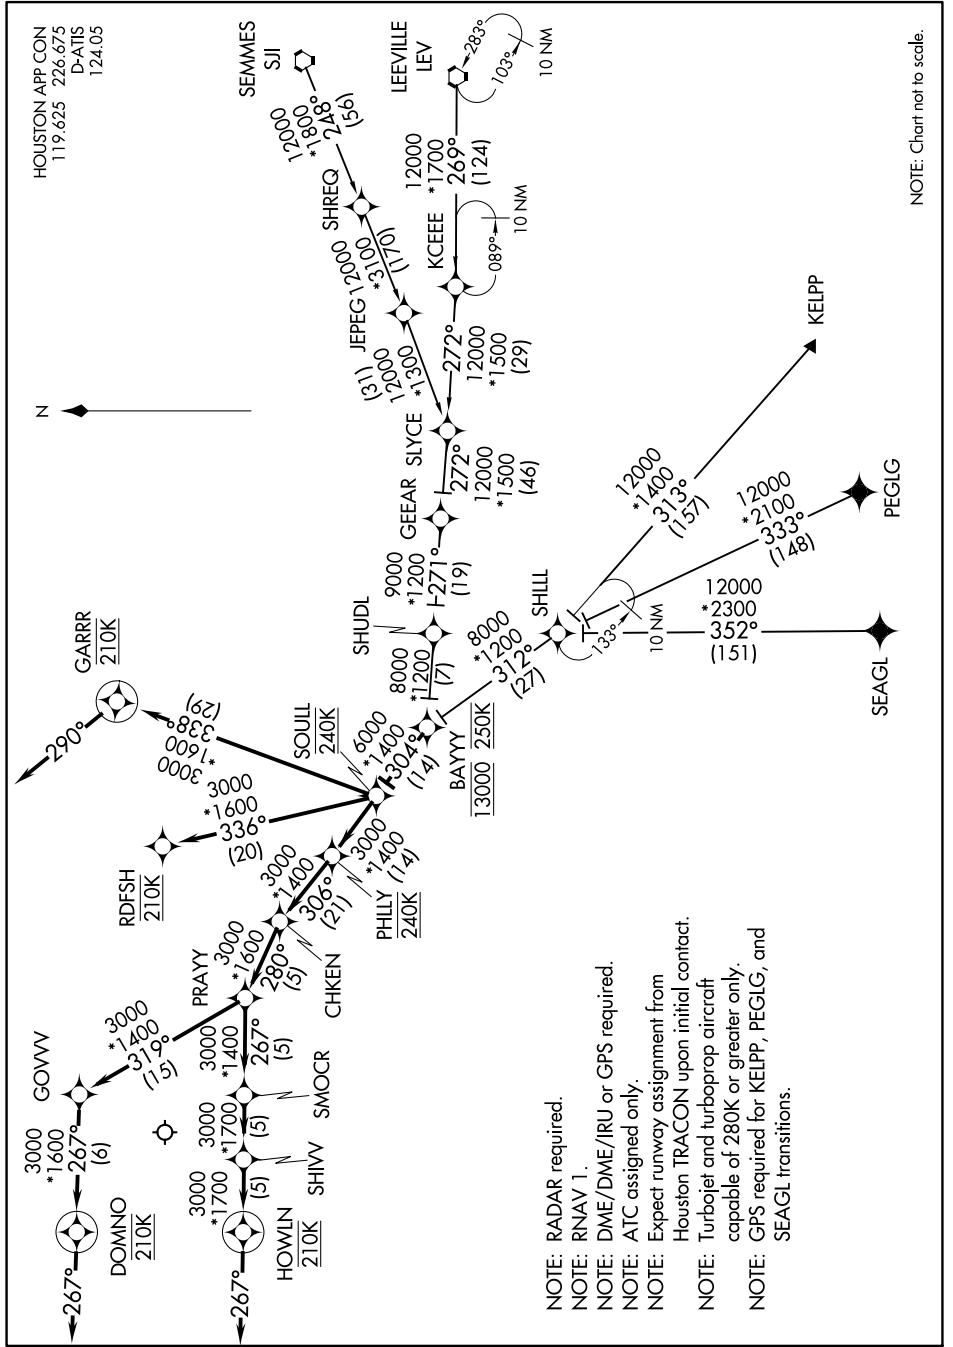 HOUSTON APP CON
119.625 226.675
D-ATIS
124.05
N
SEMMES
SJI
12000
*1800
248°
(56)
SHREQ
12000
*3100
(170)
JEPEG
12000
*1300
(31)
LEEVILLE
LEV
283°
103°
10 NM
12000
*1700
269°
(124)
KCEEE
089°
10 NM
272°
12000
*1500
(29)
SLYCE
272°
12000
*1500
(46)
GEEAR
9000
*1200
271°
(19)
SHUDL
8000
*1200
(7)
BAYYY
13000 250K
6000
*1400
304°
(14)
SOULL
240K
GARRR
210K
290°
338°
(29)
*1600
3000
3000
*1600
336°
(20)
RDFSH
210K
3000
*1400
(14)
PHLLY
240K
3000
*1400
306°
(21)
CHKEN
3000
*1600
280°
(5)
PRAYY
3000
*1400
319°
(15)
GOVVV
3000
*1600
267°
(6)
DOMNO
210K
267°
3000
*1400
267°
(5)
SMOCR
3000
*1700
(5)
SHIVV
3000
*1700
(5)
HOWLN
210K
267°
SHLLL
8000
*1200
312°
(27)
133°
10 NM
12000
*1400
313°
(157)
KELPP
12000
*2100
333°
(148)
PEGLG
12000
*2300
352°
(151)
SEAGL
NOTE: RADAR required.
NOTE: RNAV 1.
NOTE: DME/DME/IRU or GPS required.
NOTE: ATC assigned only.
NOTE: Expect runway assignment from
Houston TRACON upon initial contact.
NOTE: Turbojet and turboprop aircraft
capable of 280K or greater only.
NOTE: GPS required for KELPP, PEGLG, and
SEAGL transitions.
NOTE: Chart not to scale.